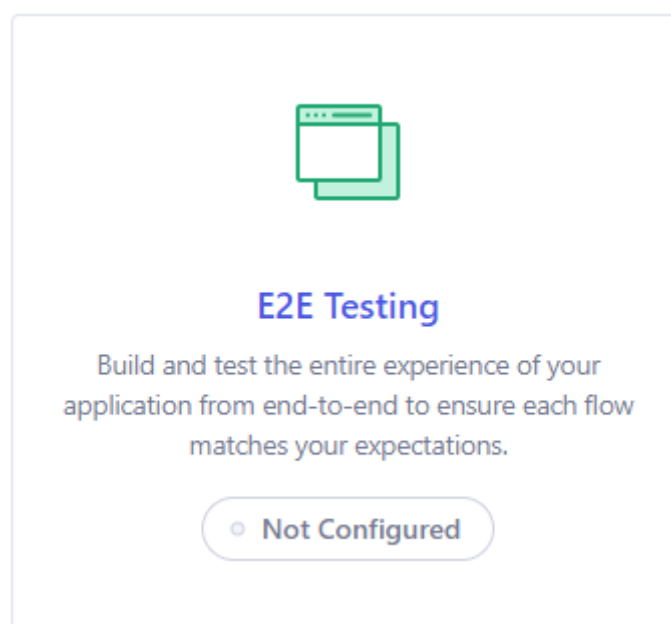 E2E Testing
Build and test the entire experience of your
application from end-to-end to ensure each flow
matches your expectations.
Not Configured